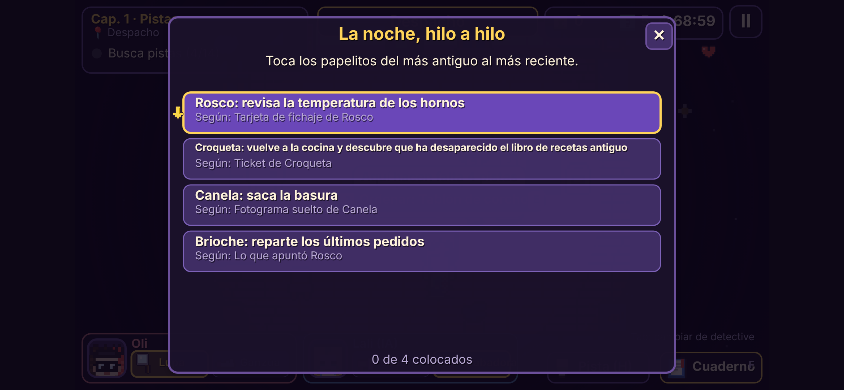 Cap. 1 · Pista
Despacho
Busca pist
68:59
La noche, hilo a hilo
Toca los papelitos del más antiguo al más reciente.
Rosco: revisa la temperatura de los hornos
Según: Tarjeta de fichaje de Rosco
Croqueta: vuelve a la cocina y descubre que ha desaparecido el libro de recetas antiguo
Según: Ticket de Croqueta
Canela: saca la basura
Según: Fotograma suelto de Canela
Brioche: reparte los últimos pedidos
Según: Lo que apuntó Rosco
0 de 4 colocados
Oli
piar de detective
Cuaderno